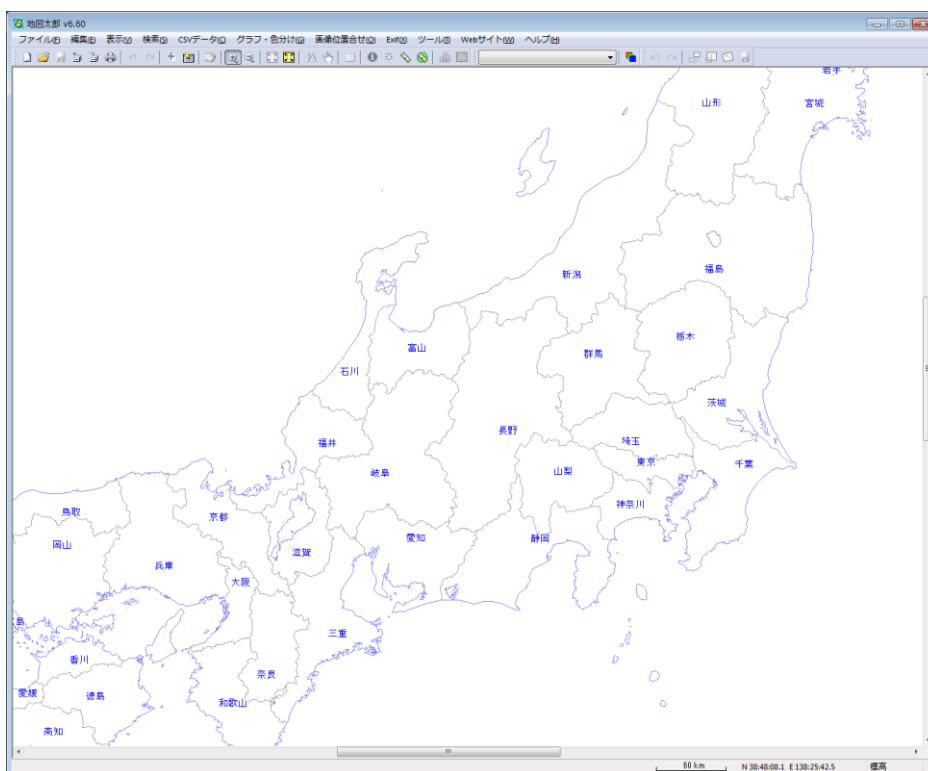 地図太郎 v6.60
ファイル(F) 編集(E) 表示(V) 検索(S) CSVデータ(C) グラフ・色分け(G) 画像位置合せ(O) Exif(X) ツール(T) Webサイト(W) ヘルプ(H)
岩手
山形
宮城
新潟
福島
富山
群馬
栃木
石川
茨城
長野
福井
埼玉
岐阜
山梨
東京
千葉
鳥取
京都
神奈川
岡山
滋賀
愛知
静岡
兵庫
大阪
三重
香川
奈良
愛媛
徳島
和歌山
高知
60 km N 38:48:08.1 E 138:25:42.5 標高